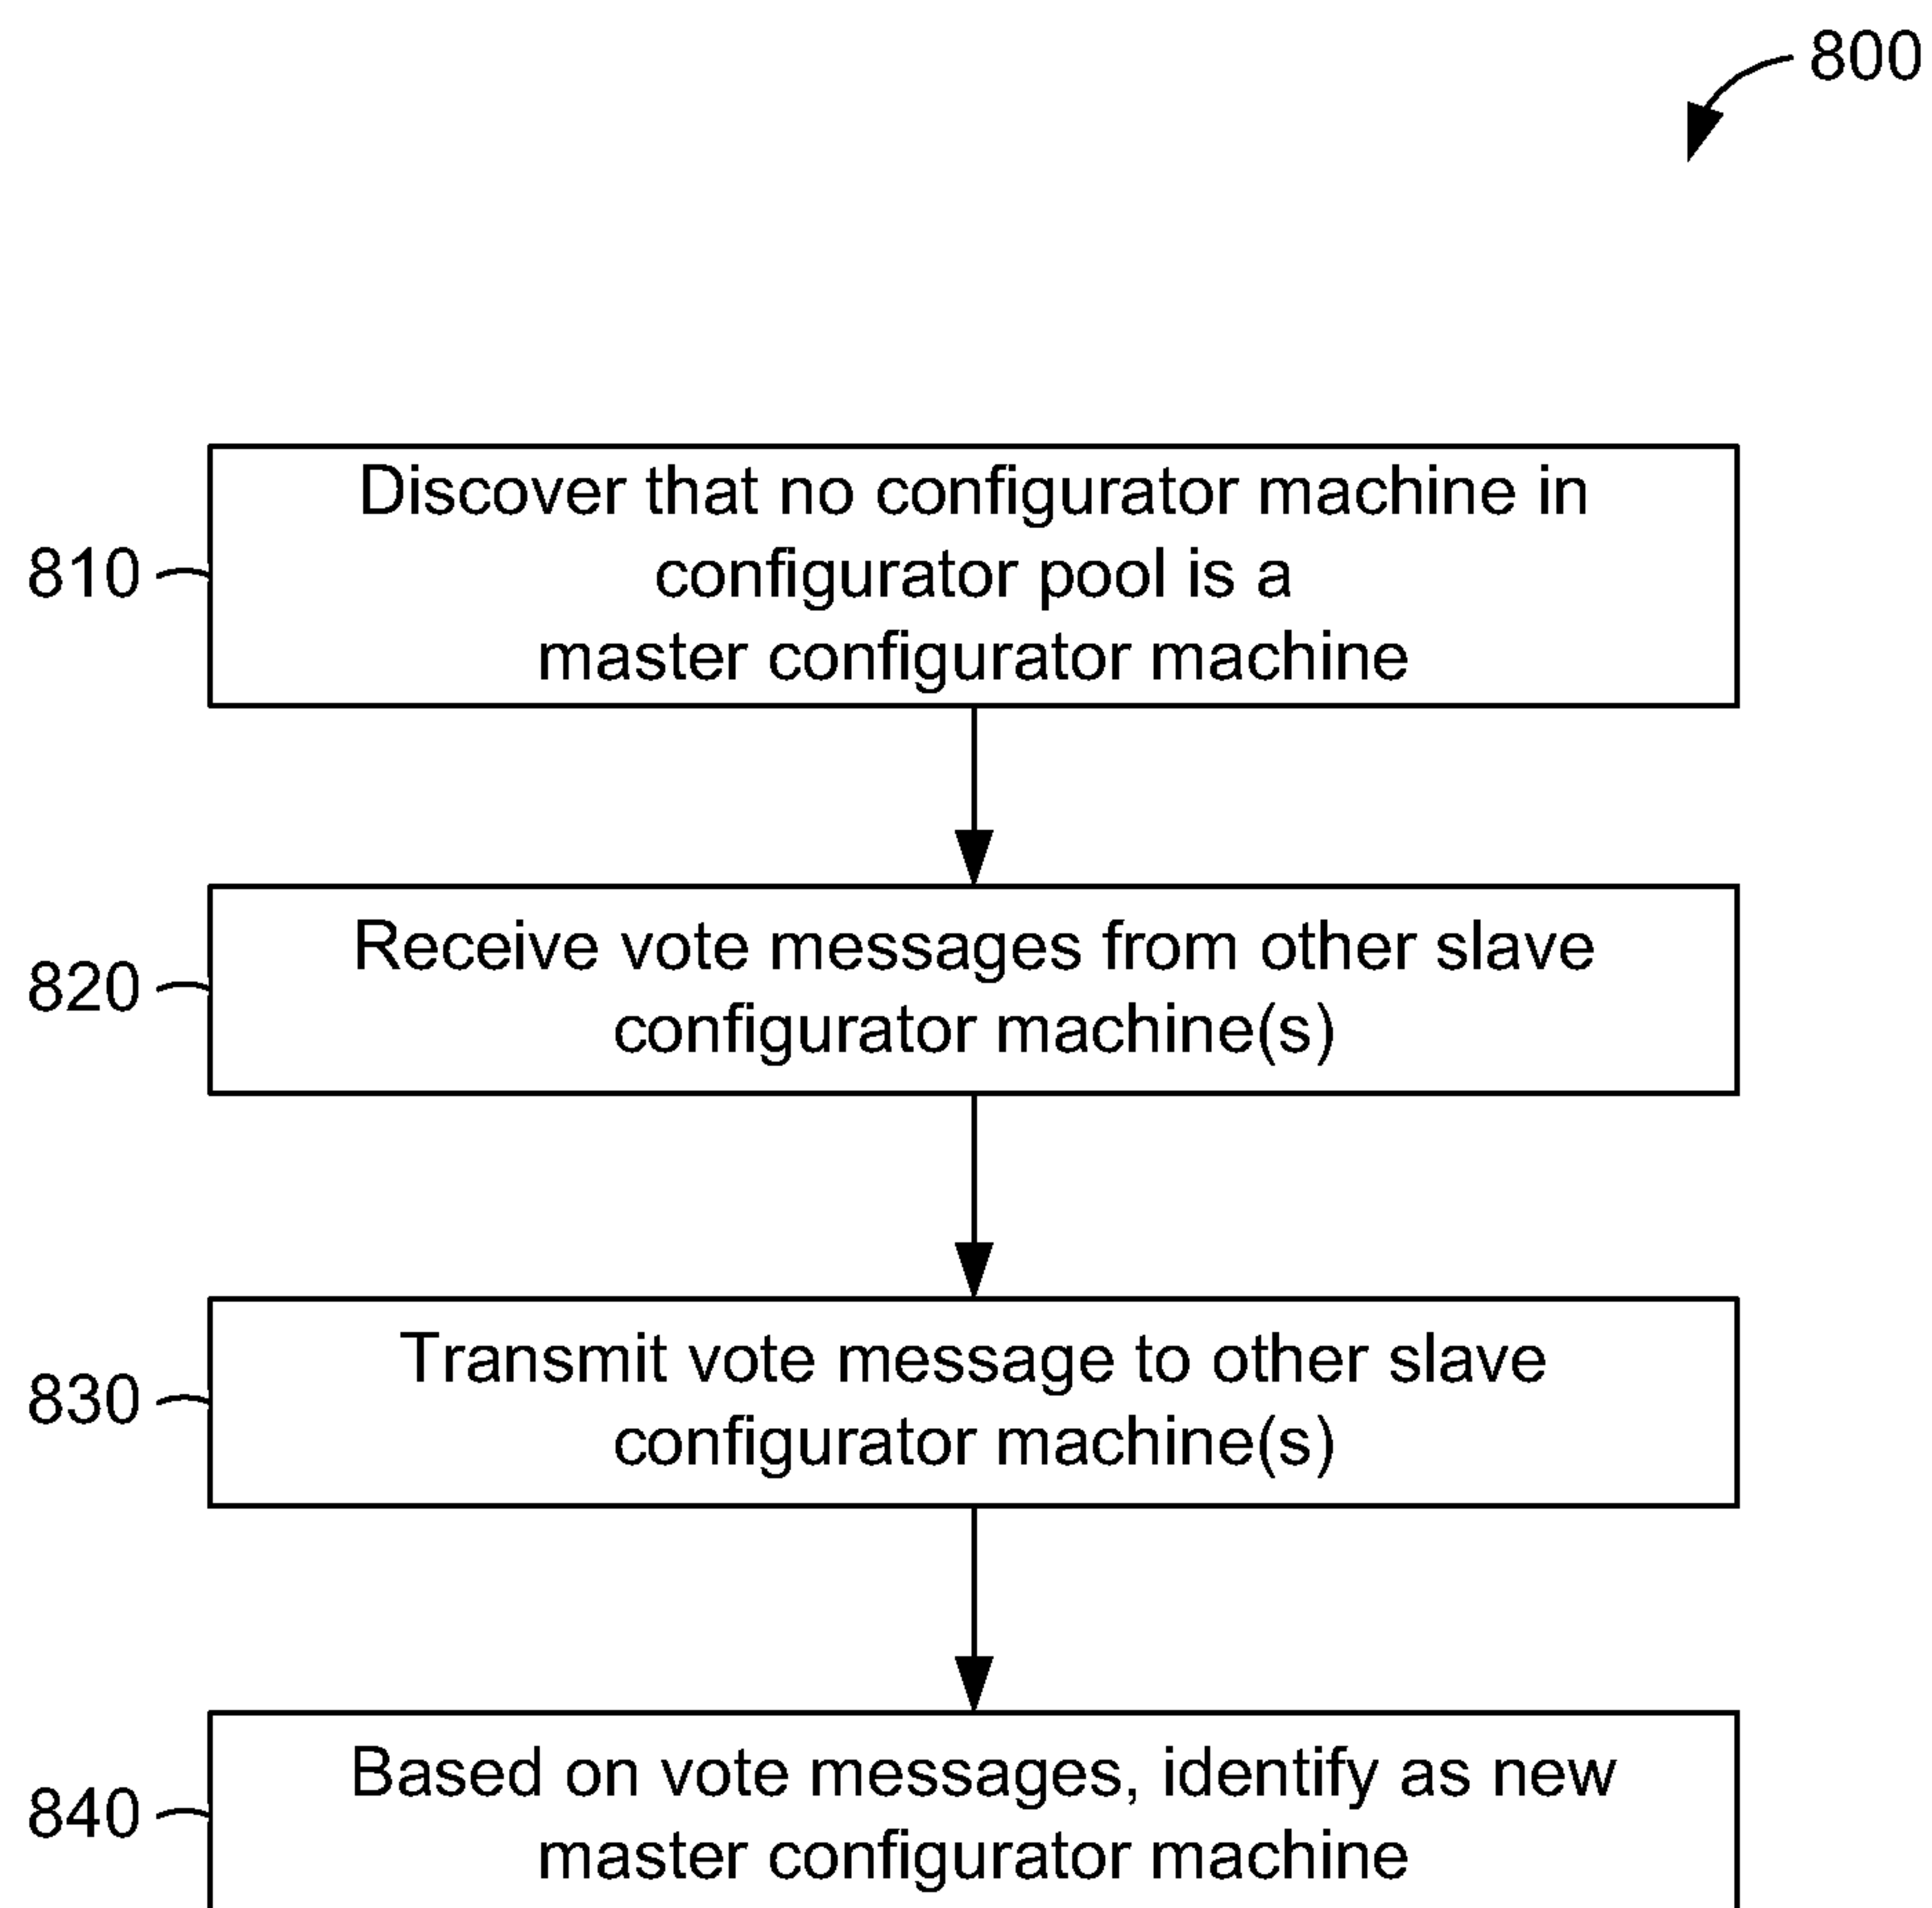 800
Discover that no configurator machine in
configurator pool is a
master configurator machine
810
Receive vote messages from other slave
configurator machine(s)
820
Transmit vote message to other slave
configurator machine(s)
830
Based on vote messages, identify as new
master configurator machine
840